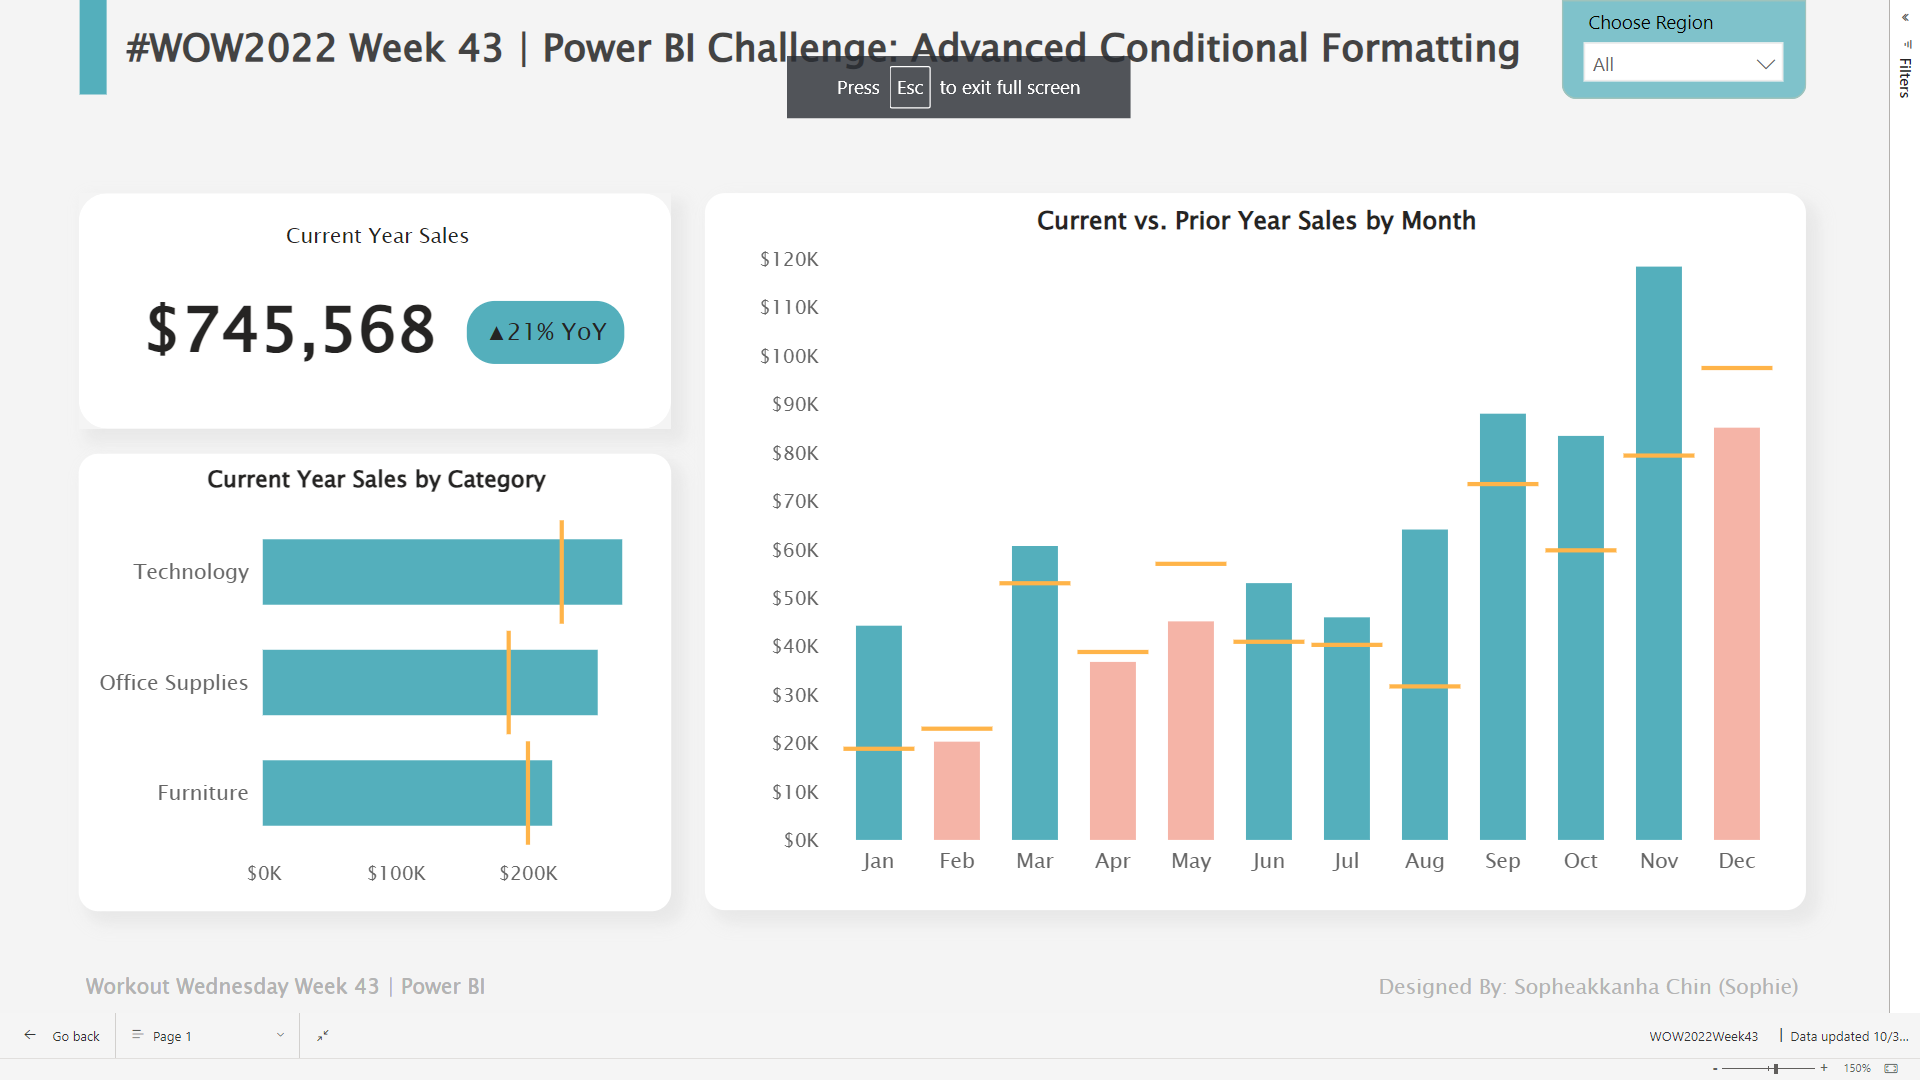 #WOW2022 Week 43 | Power BI Challenge: Advanced Conditional Formatting
Press Esc to exit full screen
Choose Region
All
Filters
Current Year Sales
$745,568
▲21% YoY
Current Year Sales by Category
Technology
Office Supplies
Furniture
$0K $100K $200K
Current vs. Prior Year Sales by Month
$120K
$110K
$100K
$90K
$80K
$70K
$60K
$50K
$40K
$30K
$20K
$10K
$0K
Jan Feb Mar Apr May Jun Jul Aug Sep Oct Nov Dec
Workout Wednesday Week 43 | Power BI
Designed By: Sopheakkanha Chin (Sophie)
Go back
Page 1
WOW2022Week43 | Data updated 10/3...
- + 150%